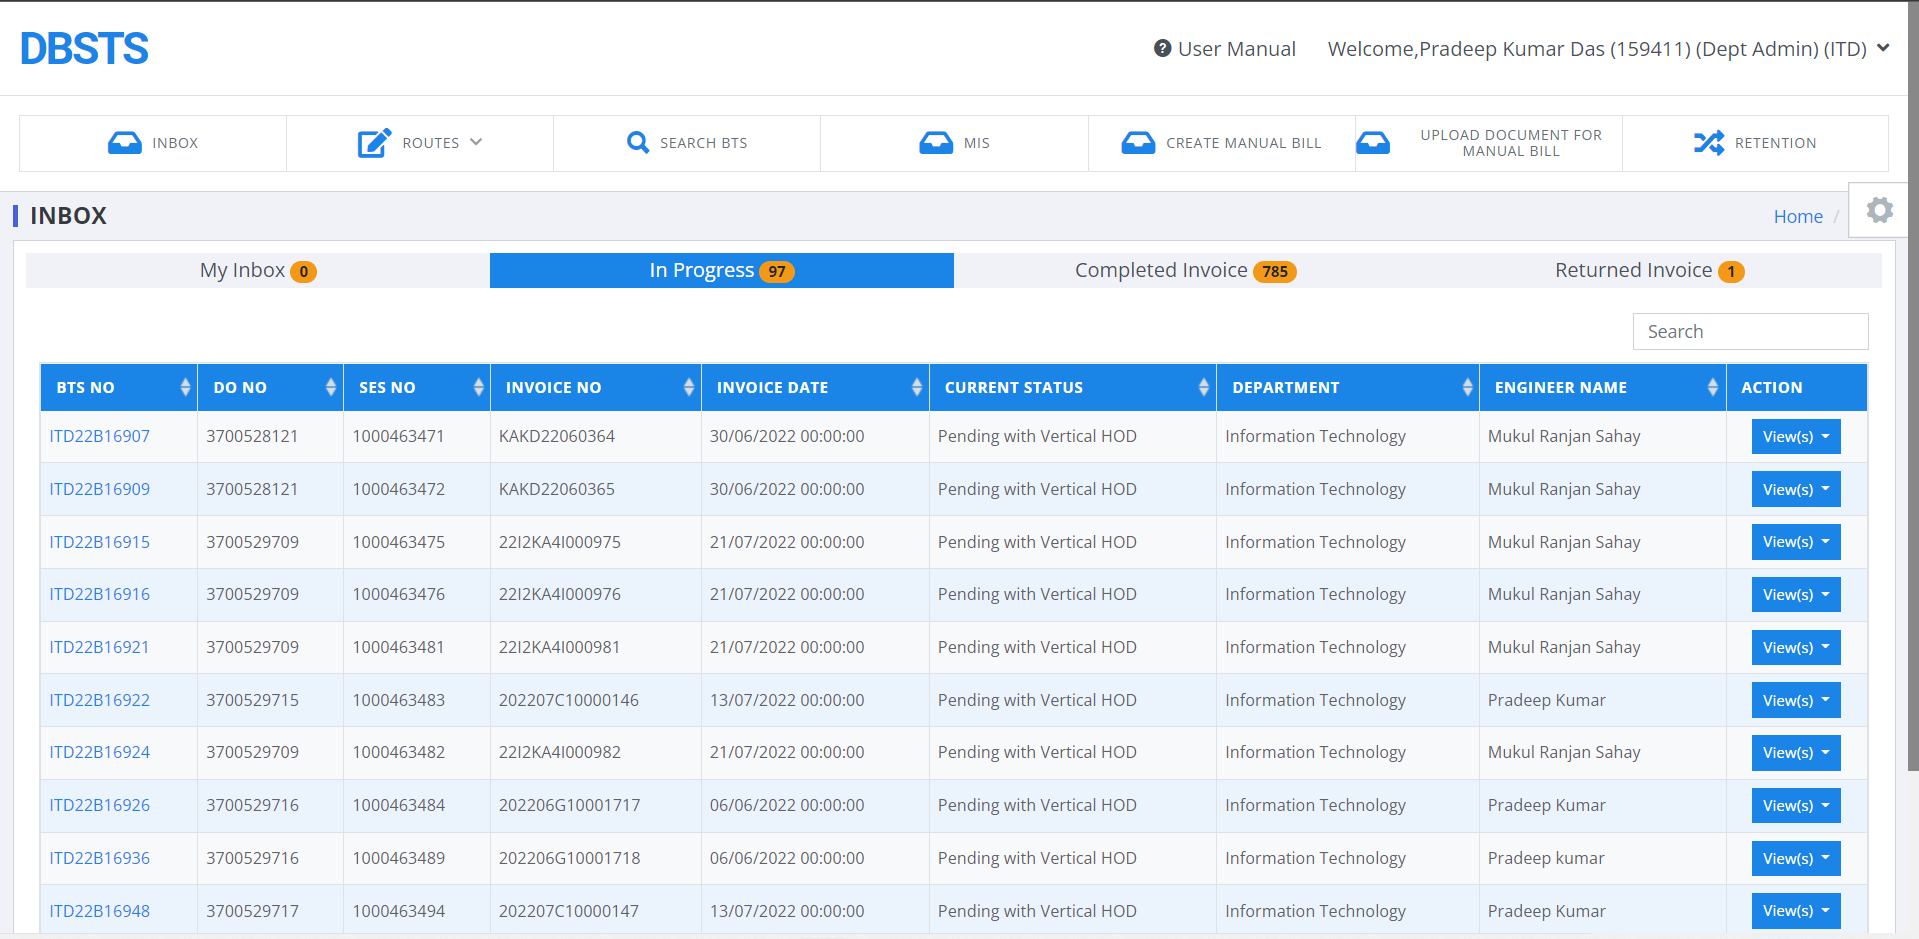 DBSTS
User Manual Welcome,Pradeep Kumar Das (159411) (Dept Admin) (ITD)
INBOX ROUTES SEARCH BTS MIS CREATE MANUAL BILL UPLOAD DOCUMENT FOR MANUAL BILL RETENTION
INBOX Home /
My Inbox 0 In Progress 97 Completed Invoice 785 Returned Invoice 1
Search
BTS NO DO NO SES NO INVOICE NO INVOICE DATE CURRENT STATUS DEPARTMENT ENGINEER NAME ACTION
ITD22B16907 3700528121 1000463471 KAKD22060364 30/06/2022 00:00:00 Pending with Vertical HOD Information Technology Mukul Ranjan Sahay View(s)
ITD22B16909 3700528121 1000463472 KAKD22060365 30/06/2022 00:00:00 Pending with Vertical HOD Information Technology Mukul Ranjan Sahay View(s)
ITD22B16915 3700529709 1000463475 22I2KA4I000975 21/07/2022 00:00:00 Pending with Vertical HOD Information Technology Mukul Ranjan Sahay View(s)
ITD22B16916 3700529709 1000463476 22I2KA4I000976 21/07/2022 00:00:00 Pending with Vertical HOD Information Technology Mukul Ranjan Sahay View(s)
ITD22B16921 3700529709 1000463481 22I2KA4I000981 21/07/2022 00:00:00 Pending with Vertical HOD Information Technology Mukul Ranjan Sahay View(s)
ITD22B16922 3700529715 1000463483 202207C10000146 13/07/2022 00:00:00 Pending with Vertical HOD Information Technology Pradeep Kumar View(s)
ITD22B16924 3700529709 1000463482 22I2KA4I000982 21/07/2022 00:00:00 Pending with Vertical HOD Information Technology Mukul Ranjan Sahay View(s)
ITD22B16926 3700529716 1000463484 202206G10001717 06/06/2022 00:00:00 Pending with Vertical HOD Information Technology Pradeep Kumar View(s)
ITD22B16936 3700529716 1000463489 202206G10001718 06/06/2022 00:00:00 Pending with Vertical HOD Information Technology Pradeep kumar View(s)
ITD22B16948 3700529717 1000463494 202207C10000147 13/07/2022 00:00:00 Pending with Vertical HOD Information Technology Pradeep Kumar View(s)